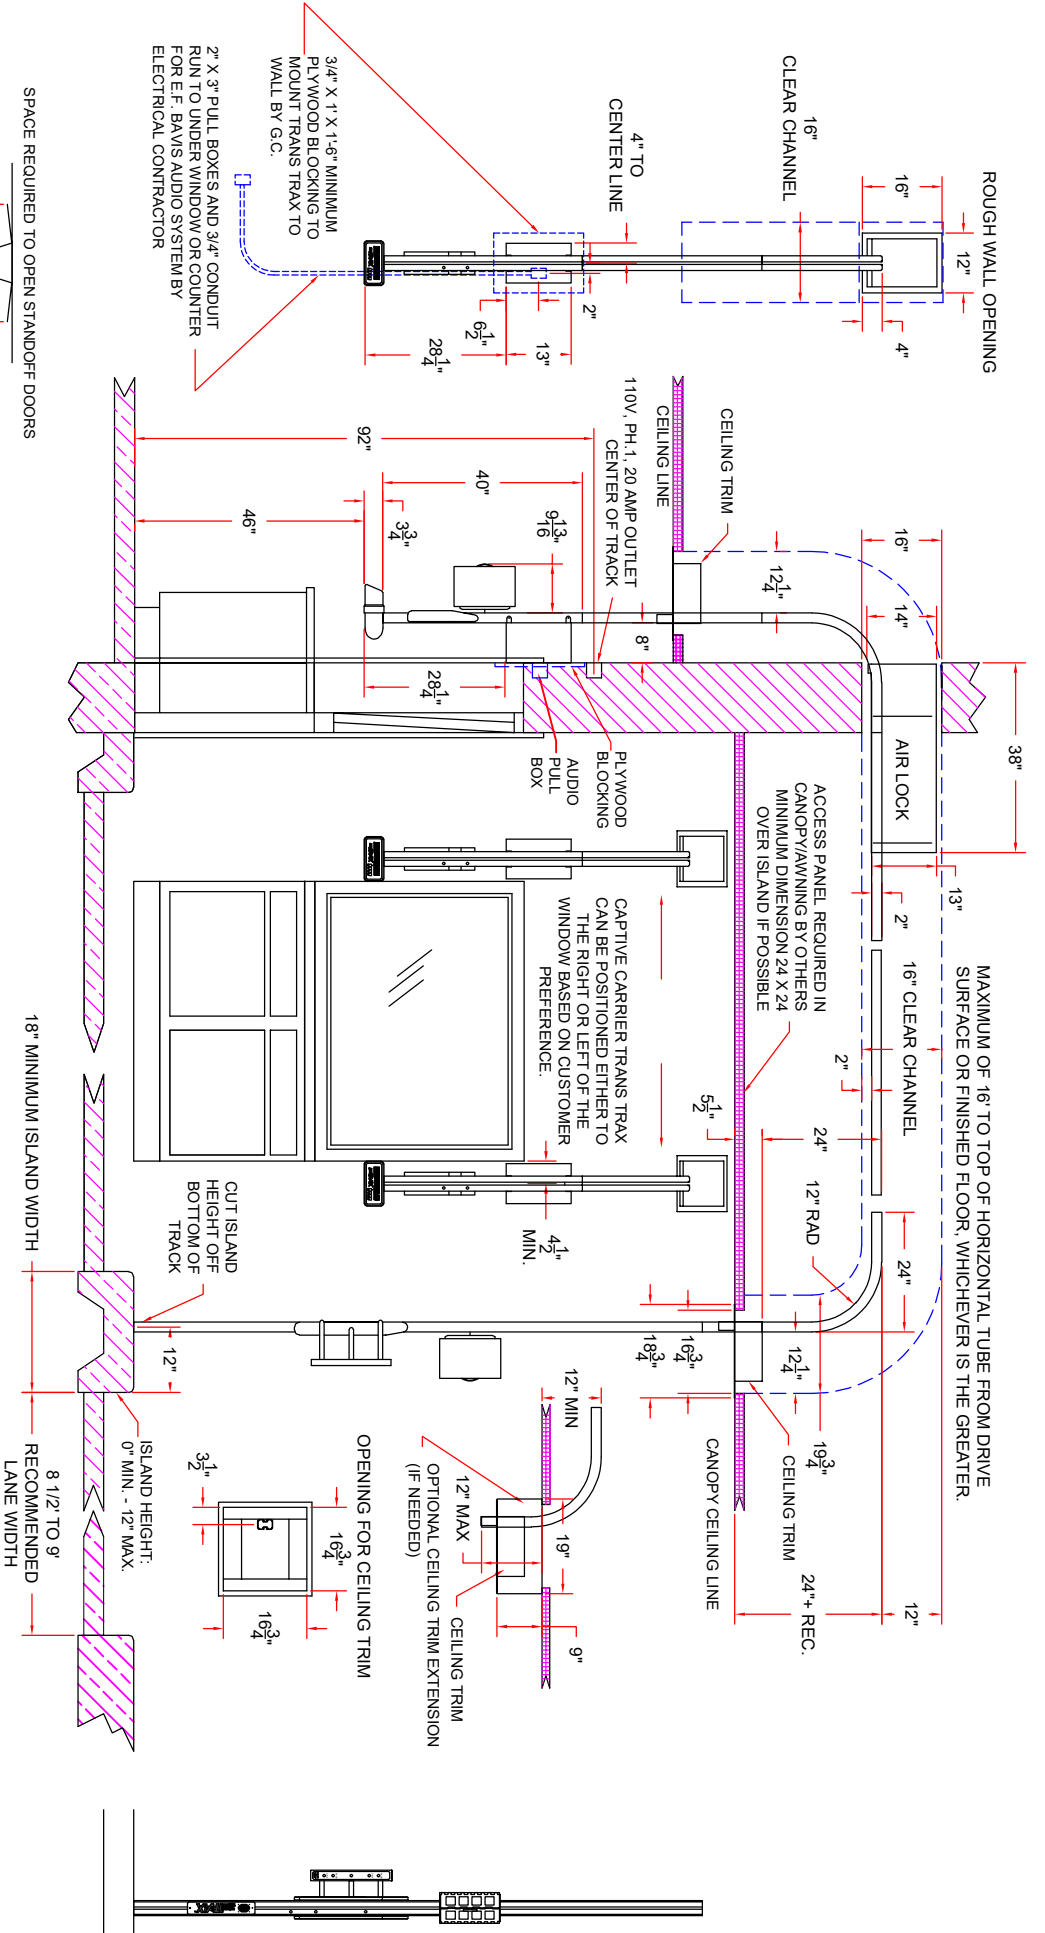 ROUGH WALL OPENING
16"
12"
4"
16"
CLEAR CHANNEL
4" TO
CENTER LINE
3/4" X 1' X 1'-6" MINIMUM
PLYWOOD BLOCKING TO
MOUNT TRANS TRAX TO
WALL BY G.C.
2" X 3" PULL BOXES AND 3/4" CONDUIT
RUN TO UNDER WINDOW OR COUNTER
FOR E.F. BAVIS AUDIO SYSTEM BY
ELECTRICAL CONTRACTOR
2"
6 1/2"
13"
28 1/4"
SPACE REQUIRED TO OPEN STANDOFF DOORS
38"
16"
14"
AIR LOCK
13"
2"
12 1/4"
CEILING TRIM
CEILING LINE
110V, PH.1, 20 AMP OUTLET
CENTER OF TRACK
8"
92"
40"
9 13/16"
3 3/4"
46"
28 1/4"
PLYWOOD
BLOCKING
AUDIO
PULL
BOX
MAXIMUM OF 16' TO TOP OF HORIZONTAL TUBE FROM DRIVE
SURFACE OR FINISHED FLOOR, WHICHEVER IS THE GREATER.
16" CLEAR CHANNEL
2"
ACCESS PANEL REQUIRED IN
CANOPY/AWNING BY OTHERS
MINIMUM DIMENSION 24 X 24
OVER ISLAND IF POSSIBLE
24"
12" RAD
24"
5 1/2"
CAPTIVE CARRIER TRANS TRAX
CAN BE POSITIONED EITHER TO
THE RIGHT OR LEFT OF THE
WINDOW BASED ON CUSTOMER
PREFERENCE.
4 1/2"
MIN.
12 1/4"
19 3/4"
16 3/4"
18 3/4"
CEILING TRIM
CANOPY CEILING LINE
24"+ REC.
12"
CUT ISLAND
HEIGHT OFF
BOTTOM OF
TRACK
12"
18" MINIMUM ISLAND WIDTH
ISLAND HEIGHT:
0" MIN. - 12" MAX.
8 1/2' TO 9'
RECOMMENDED
LANE WIDTH
12" MIN
19"
12" MAX
9"
CEILING TRIM
OPTIONAL CEILING TRIM EXTENSION
(IF NEEDED)
OPENING FOR CEILING TRIM
16 3/4"
16 3/4"
3 1/2"